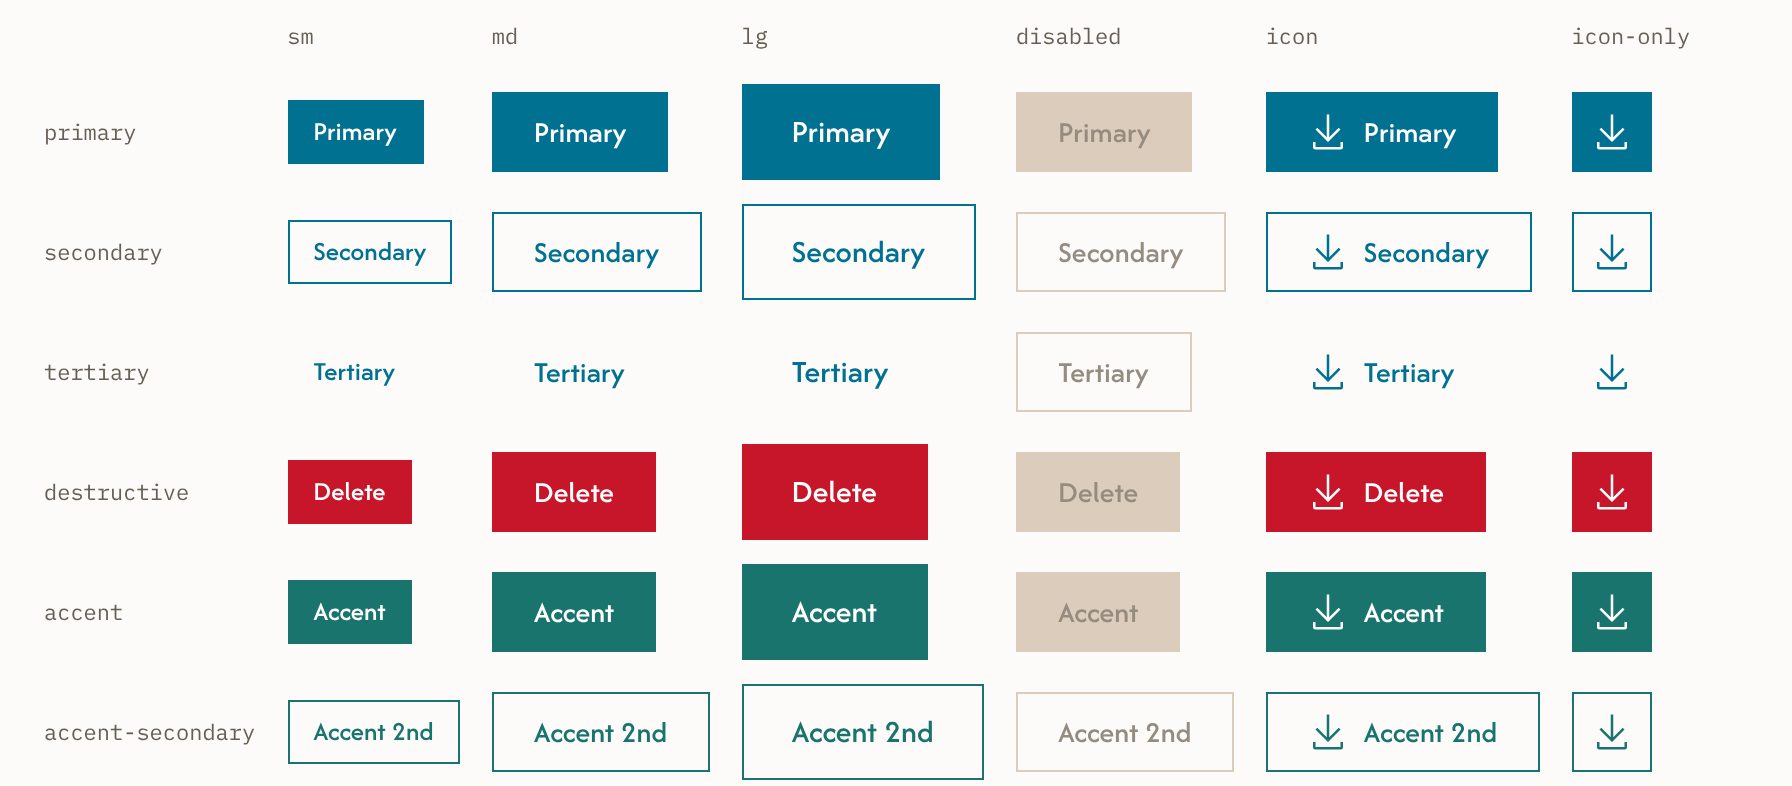 sm md lg disabled icon icon-only
primary Primary Primary Primary Primary Primary
secondary Secondary Secondary Secondary Secondary Secondary
tertiary Tertiary Tertiary Tertiary Tertiary Tertiary
destructive Delete Delete Delete Delete Delete
accent Accent Accent Accent Accent Accent
accent-secondary Accent 2nd Accent 2nd Accent 2nd Accent 2nd Accent 2nd